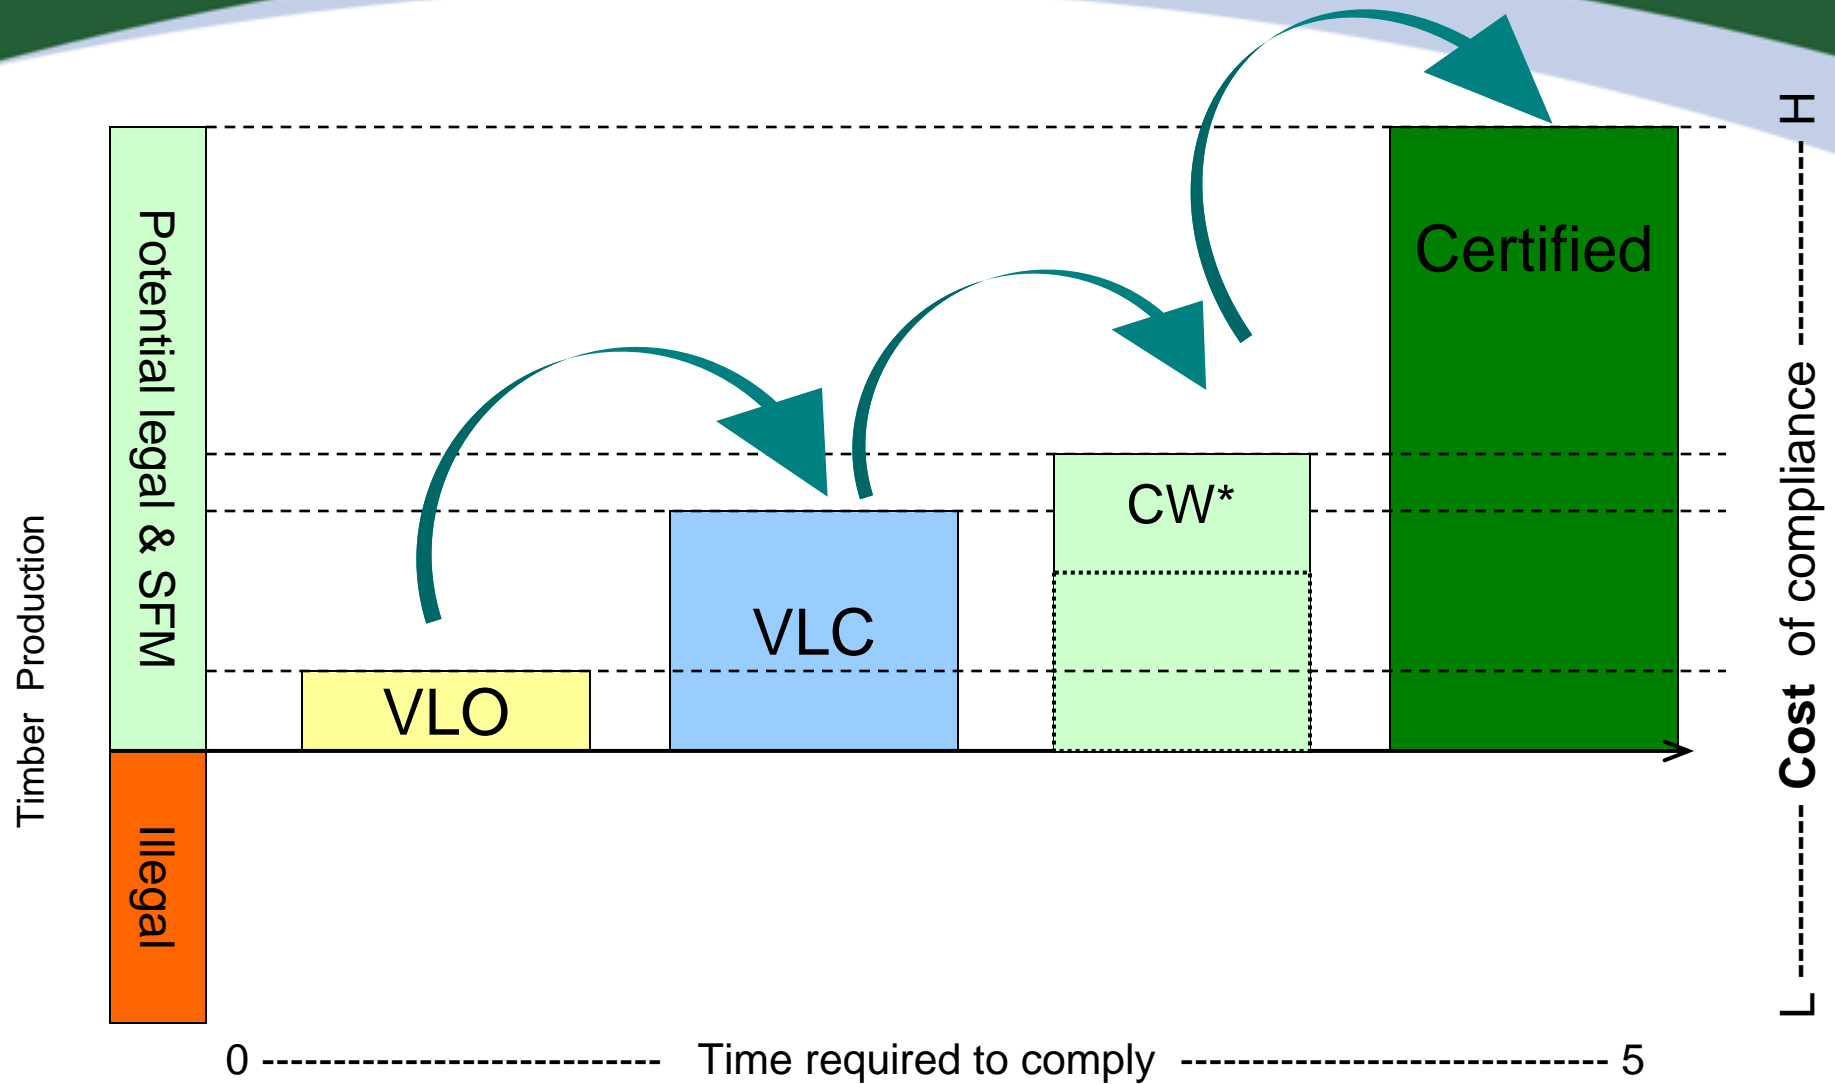 Timber Production
Potential legal & SFM
Illegal
VLO
VLC
CW*
Certified
L ---------- Cost of compliance ------------ H
0 ---------------------------- Time required to comply ------------------------------ 5